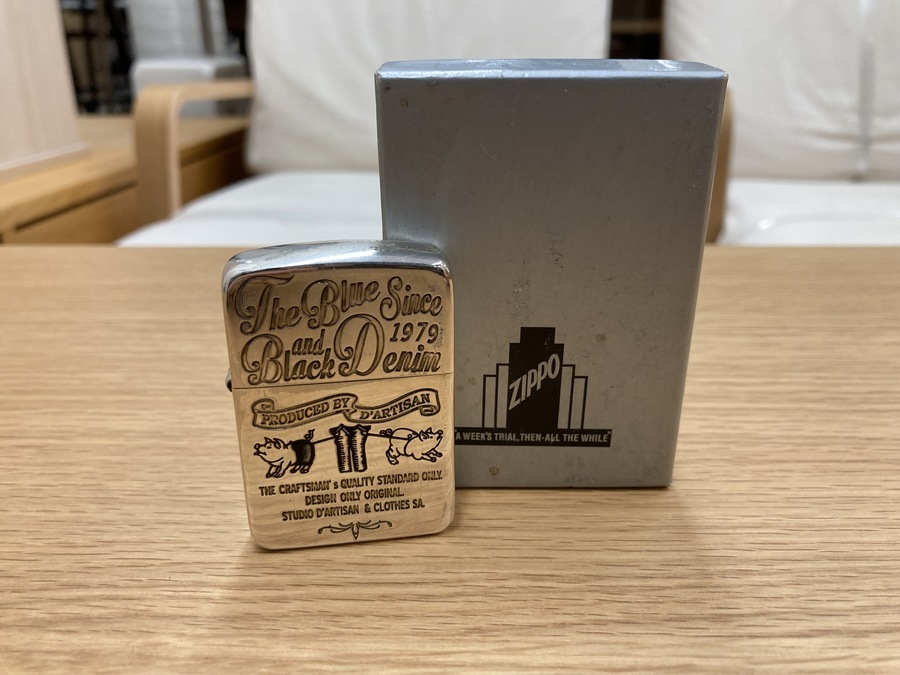 The Blue Since
1979
and
Black Denim
PRODUCED BY D'ARTISAN
THE CRAFTSMAN's QUALITY STANDARD ONLY.
DESIGN ONLY ORIGINAL.
STUDIO D'ARTISAN & CLOTHES SA.
ZIPPO
A WEEK'S TRIAL, THEN-ALL THE WHILE